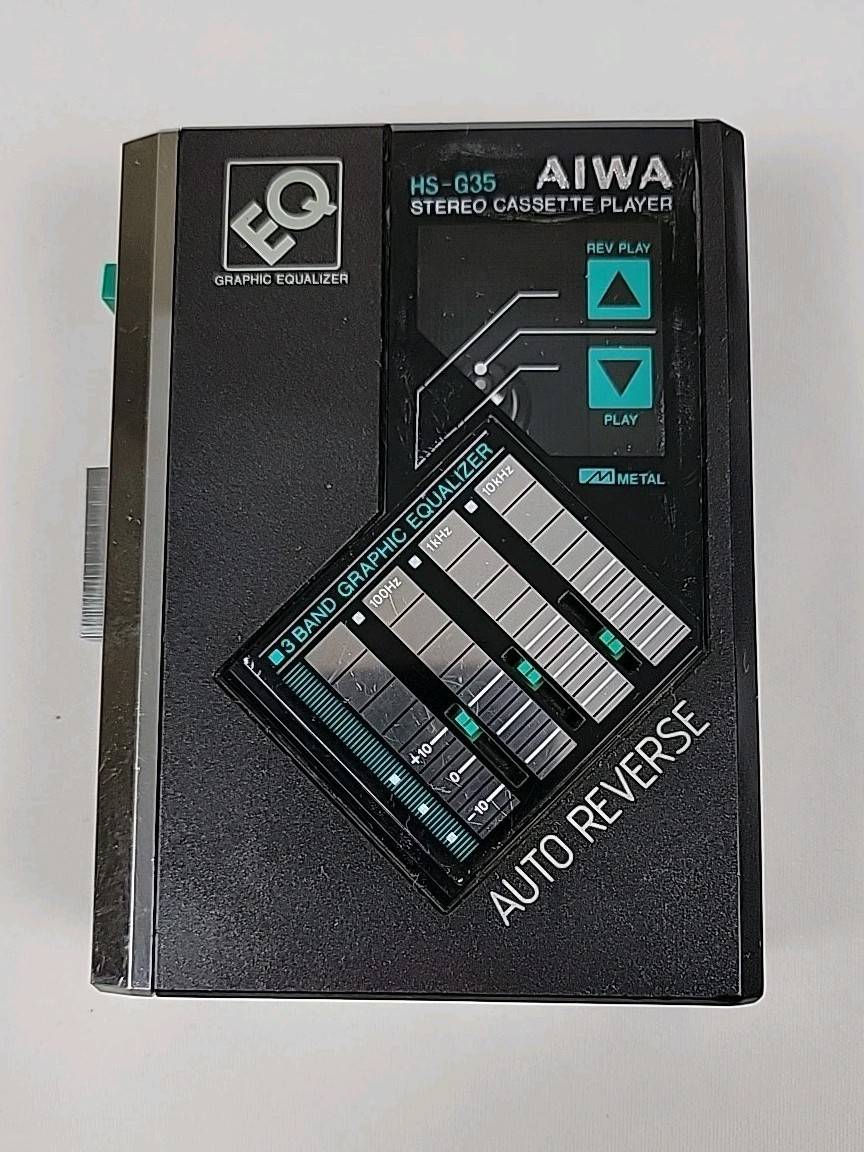 EQ
GRAPHIC EQUALIZER
HS-G35 AIWA
STEREO CASSETTE PLAYER
REV PLAY
PLAY
METAL
3 BAND GRAPHIC EQUALIZER
100Hz
1kHz
10kHz
+10
0
-10
AUTO REVERSE